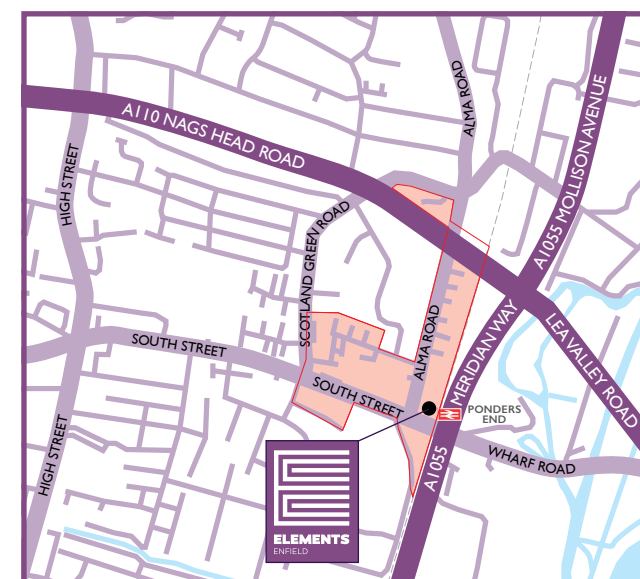 ALMA ROAD
A110 NAGS HEAD ROAD
A1055 MOLLISON AVENUE
HIGH STREET
SCOTLAND GREEN ROAD
SOUTH STREET
ALMA ROAD
MERIDIAN WAY
LEA VALLEY ROAD
SOUTH STREET
PONDERS
END
HIGH STREET
A1055
WHARF ROAD
ELEMENTS
ENFIELD